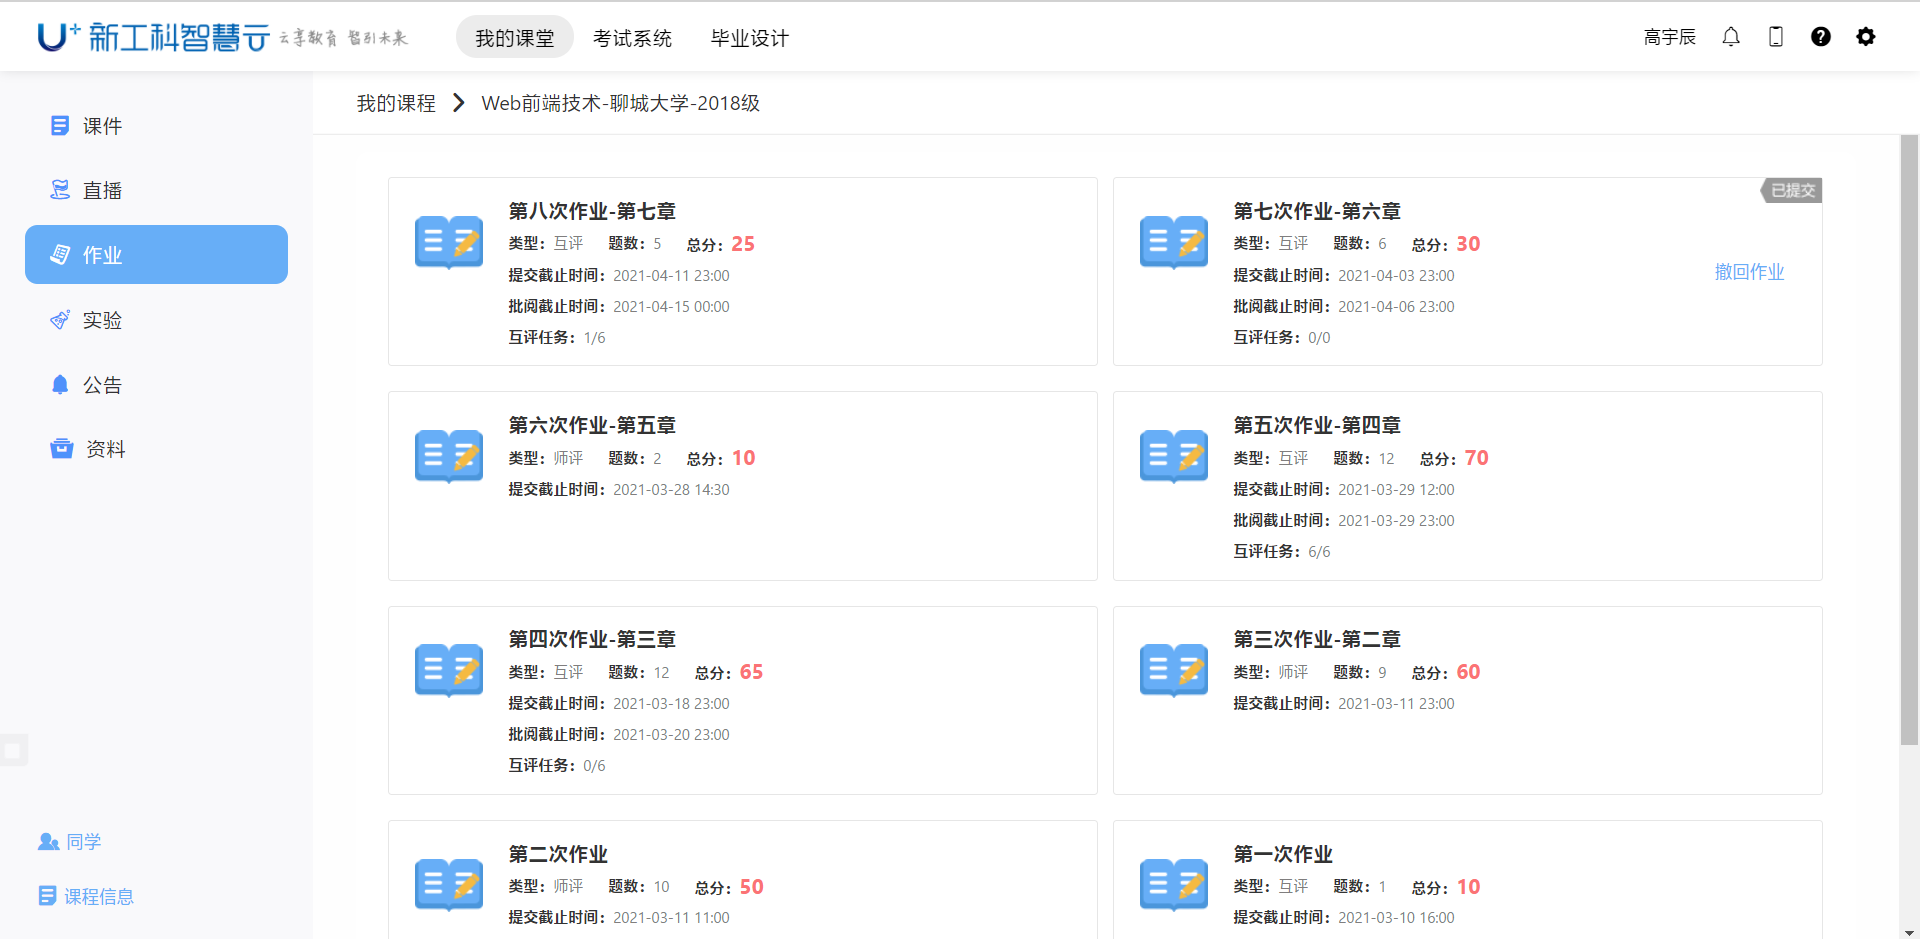 U+ 新工科智慧云 云享教育 智引未来
我的课堂 考试系统 毕业设计
高宇辰
我的课程 Web前端技术-聊城大学-2018级
课件
直播
作业
实验
公告
资料
同学
课程信息
第八次作业-第七章
类型：互评 题数：5 总分：25
提交截止时间：2021-04-11 23:00
批阅截止时间：2021-04-15 00:00
互评任务：1/6
已提交
第七次作业-第六章
类型：互评 题数：6 总分：30
提交截止时间：2021-04-03 23:00
批阅截止时间：2021-04-06 23:00
互评任务：0/0
撤回作业
第六次作业-第五章
类型：师评 题数：2 总分：10
提交截止时间：2021-03-28 14:30
第五次作业-第四章
类型：互评 题数：12 总分：70
提交截止时间：2021-03-29 12:00
批阅截止时间：2021-03-29 23:00
互评任务：6/6
第四次作业-第三章
类型：互评 题数：12 总分：65
提交截止时间：2021-03-18 23:00
批阅截止时间：2021-03-20 23:00
互评任务：0/6
第三次作业-第二章
类型：师评 题数：9 总分：60
提交截止时间：2021-03-11 23:00
第二次作业
类型：师评 题数：10 总分：50
提交截止时间：2021-03-11 11:00
第一次作业
类型：互评 题数：1 总分：10
提交截止时间：2021-03-10 16:00